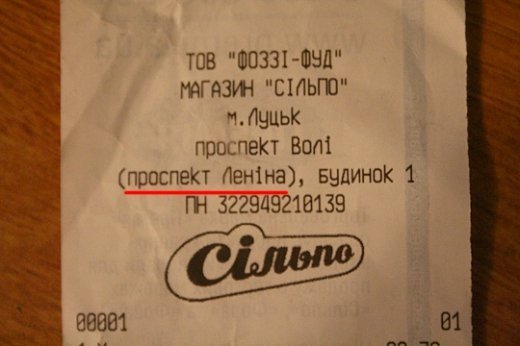 ТОВ "ФОЗЗІ-ФУД"
МАГАЗИН "СІЛЬПО"
м.Луцьк
проспект Волі
(проспект Леніна), будинок 1
ПН 322949210139
Сільпо
00001 01